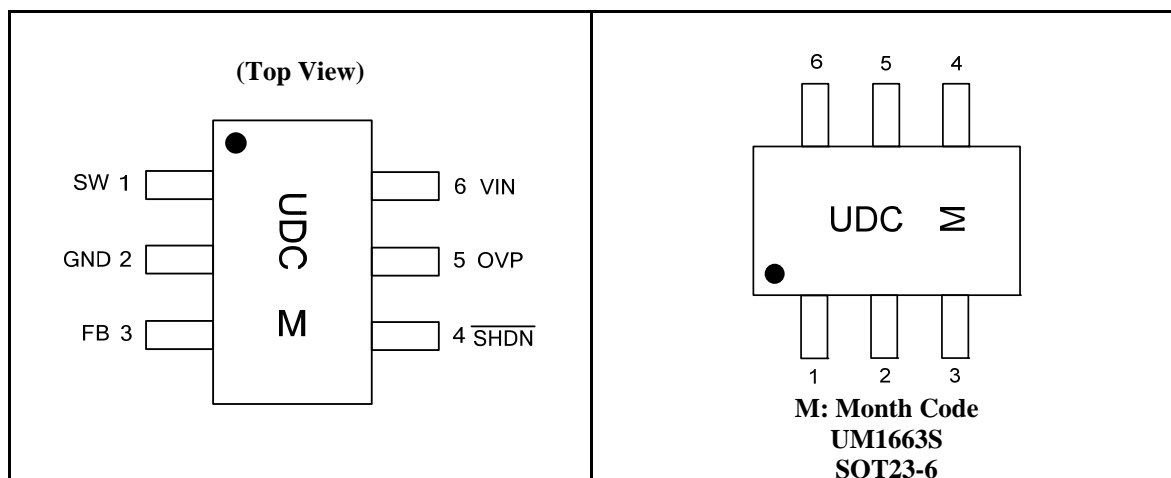 (Top View)
SW 1
6 VIN
GND 2
5 OVP
FB 3
4 SHDN
UDC M
6 5 4
UDC M
1 2 3
M: Month Code
UM1663S
SOT23-6